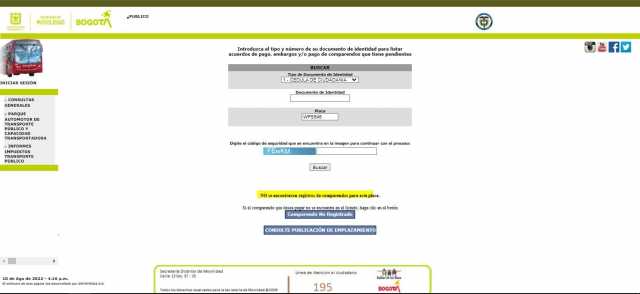 BOGOTÁ
¿PUBLICO
Introduzca el tipo y número de su documento de identidad para listar
acuerdos de pago, embargos y/o pago de comparendos que tiene pendientes
INICIAR SESIÓN
BUSCAR
Tipo de Documento de Identidad
1 - CEDULA DE CIUDADANIA
Documento de Identidad
Placa
CONSULTAS
GENERALES
PARQUE
AUTOMOTOR DE
TRANSPORTE
PÚBLICO Y
CAPACIDAD
TRANSPORTADORA
INFORMES
IMPUESTOS
TRANSPORTE
PÚBLICO
Digite el código de seguridad que se encuentra en la imagen para continuar con el proceso
Buscar
NO se encontraron registros de comparendos para esta placa.
Si el comparendo que desea pagar no se encuentra en el listado, haga clic en el botón
Comparendo No Registrado
CONSULTE PUBLICACIÓN DE EMPLAZAMIENTO
10 de Ago de 2022 - 4:16 p.m.
Secretaría Distrital de Movilidad
Calle 13 No. 37 - 35
Línea de Atención al Ciudadano
195
BOGOTÁ